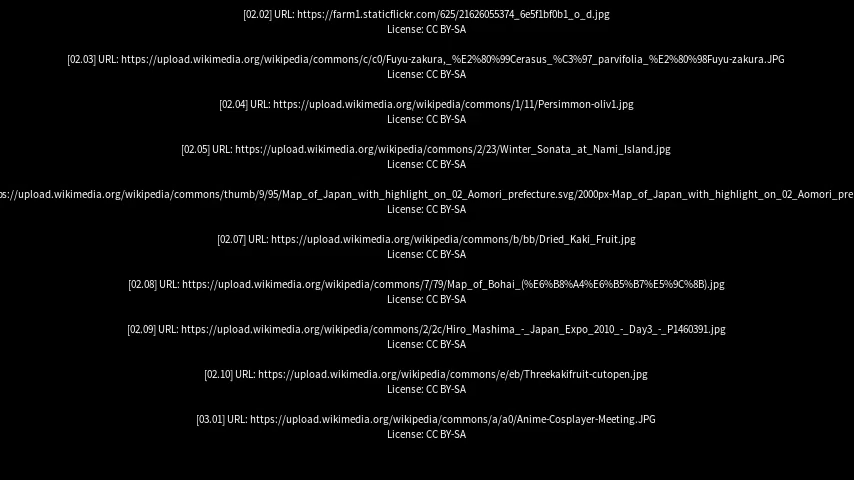 [02.02] URL: https://farm1.staticflickr.com/625/21626055374_6e5f1bf0b1_o_d.jpg
License: CC BY-SA
[02.03] URL: https://upload.wikimedia.org/wikipedia/commons/c/c0/Fuyu-zakura,_%E2%80%99Cerasus_%C3%97_parvifolia_%E2%80%98Fuyu-zakura.JPG
License: CC BY-SA
[02.04] URL: https://upload.wikimedia.org/wikipedia/commons/1/11/Persimmon-oliv1.jpg
License: CC BY-SA
[02.05] URL: https://upload.wikimedia.org/wikipedia/commons/2/23/Winter_Sonata_at_Nami_Island.jpg
License: CC BY-SA
ps://upload.wikimedia.org/wikipedia/commons/thumb/9/95/Map_of_Japan_with_highlight_on_02_Aomori_prefecture.svg/2000px-Map_of_Japan_with_highlight_on_02_Aomori_pre
License: CC BY-SA
[02.07] URL: https://upload.wikimedia.org/wikipedia/commons/b/bb/Dried_Kaki_Fruit.jpg
License: CC BY-SA
[02.08] URL: https://upload.wikimedia.org/wikipedia/commons/7/79/Map_of_Bohai_(%E6%B8%A4%E6%B5%B7%E5%9C%8B).jpg
License: CC BY-SA
[02.09] URL: https://upload.wikimedia.org/wikipedia/commons/2/2c/Hiro_Mashima_-_Japan_Expo_2010_-_Day3_-_P1460391.jpg
License: CC BY-SA
[02.10] URL: https://upload.wikimedia.org/wikipedia/commons/e/eb/Threekakifruit-cutopen.jpg
License: CC BY-SA
[03.01] URL: https://upload.wikimedia.org/wikipedia/commons/a/a0/Anime-Cosplayer-Meeting.JPG
License: CC BY-SA